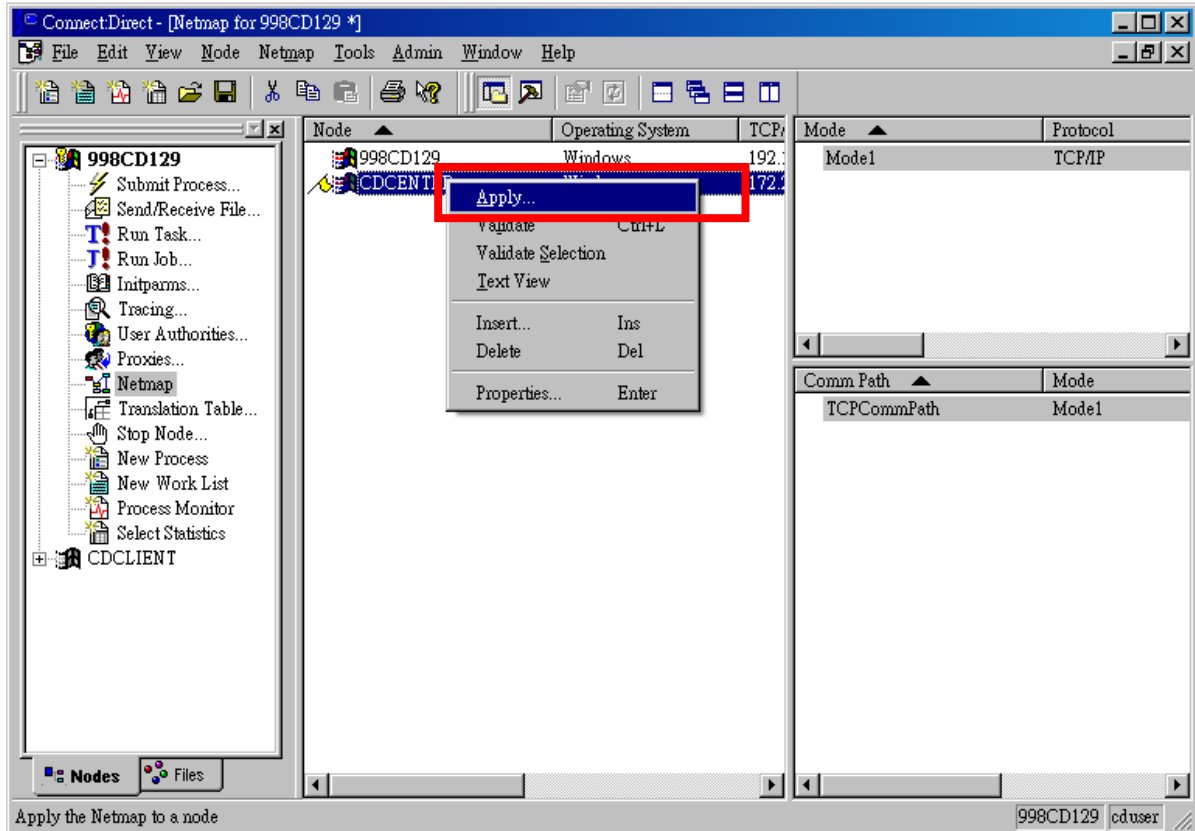 Connect:Direct - [Netmap for 998CD129 *]
File Edit View Node Netmap Tools Admin Window Help
Node Operating System TCP/
998CD129 Windows 192.1
172.2
Apply...
Validate Ctrl+L
Validate Selection
Text View
Insert... Ins
Delete Del
Properties... Enter
Mode Protocol
Mode1 TCP/IP
Comm Path Mode
TCPCommPath Mode1
998CD129
Submit Process...
Send/Receive File...
Run Task...
Run Job...
Initparms...
Tracing...
User Authorities...
Proxies...
Netmap
Translation Table...
Stop Node...
New Process
New Work List
Process Monitor
Select Statistics
CDCLIENT
Nodes Files
Apply the Netmap to a node 998CD129 cduser